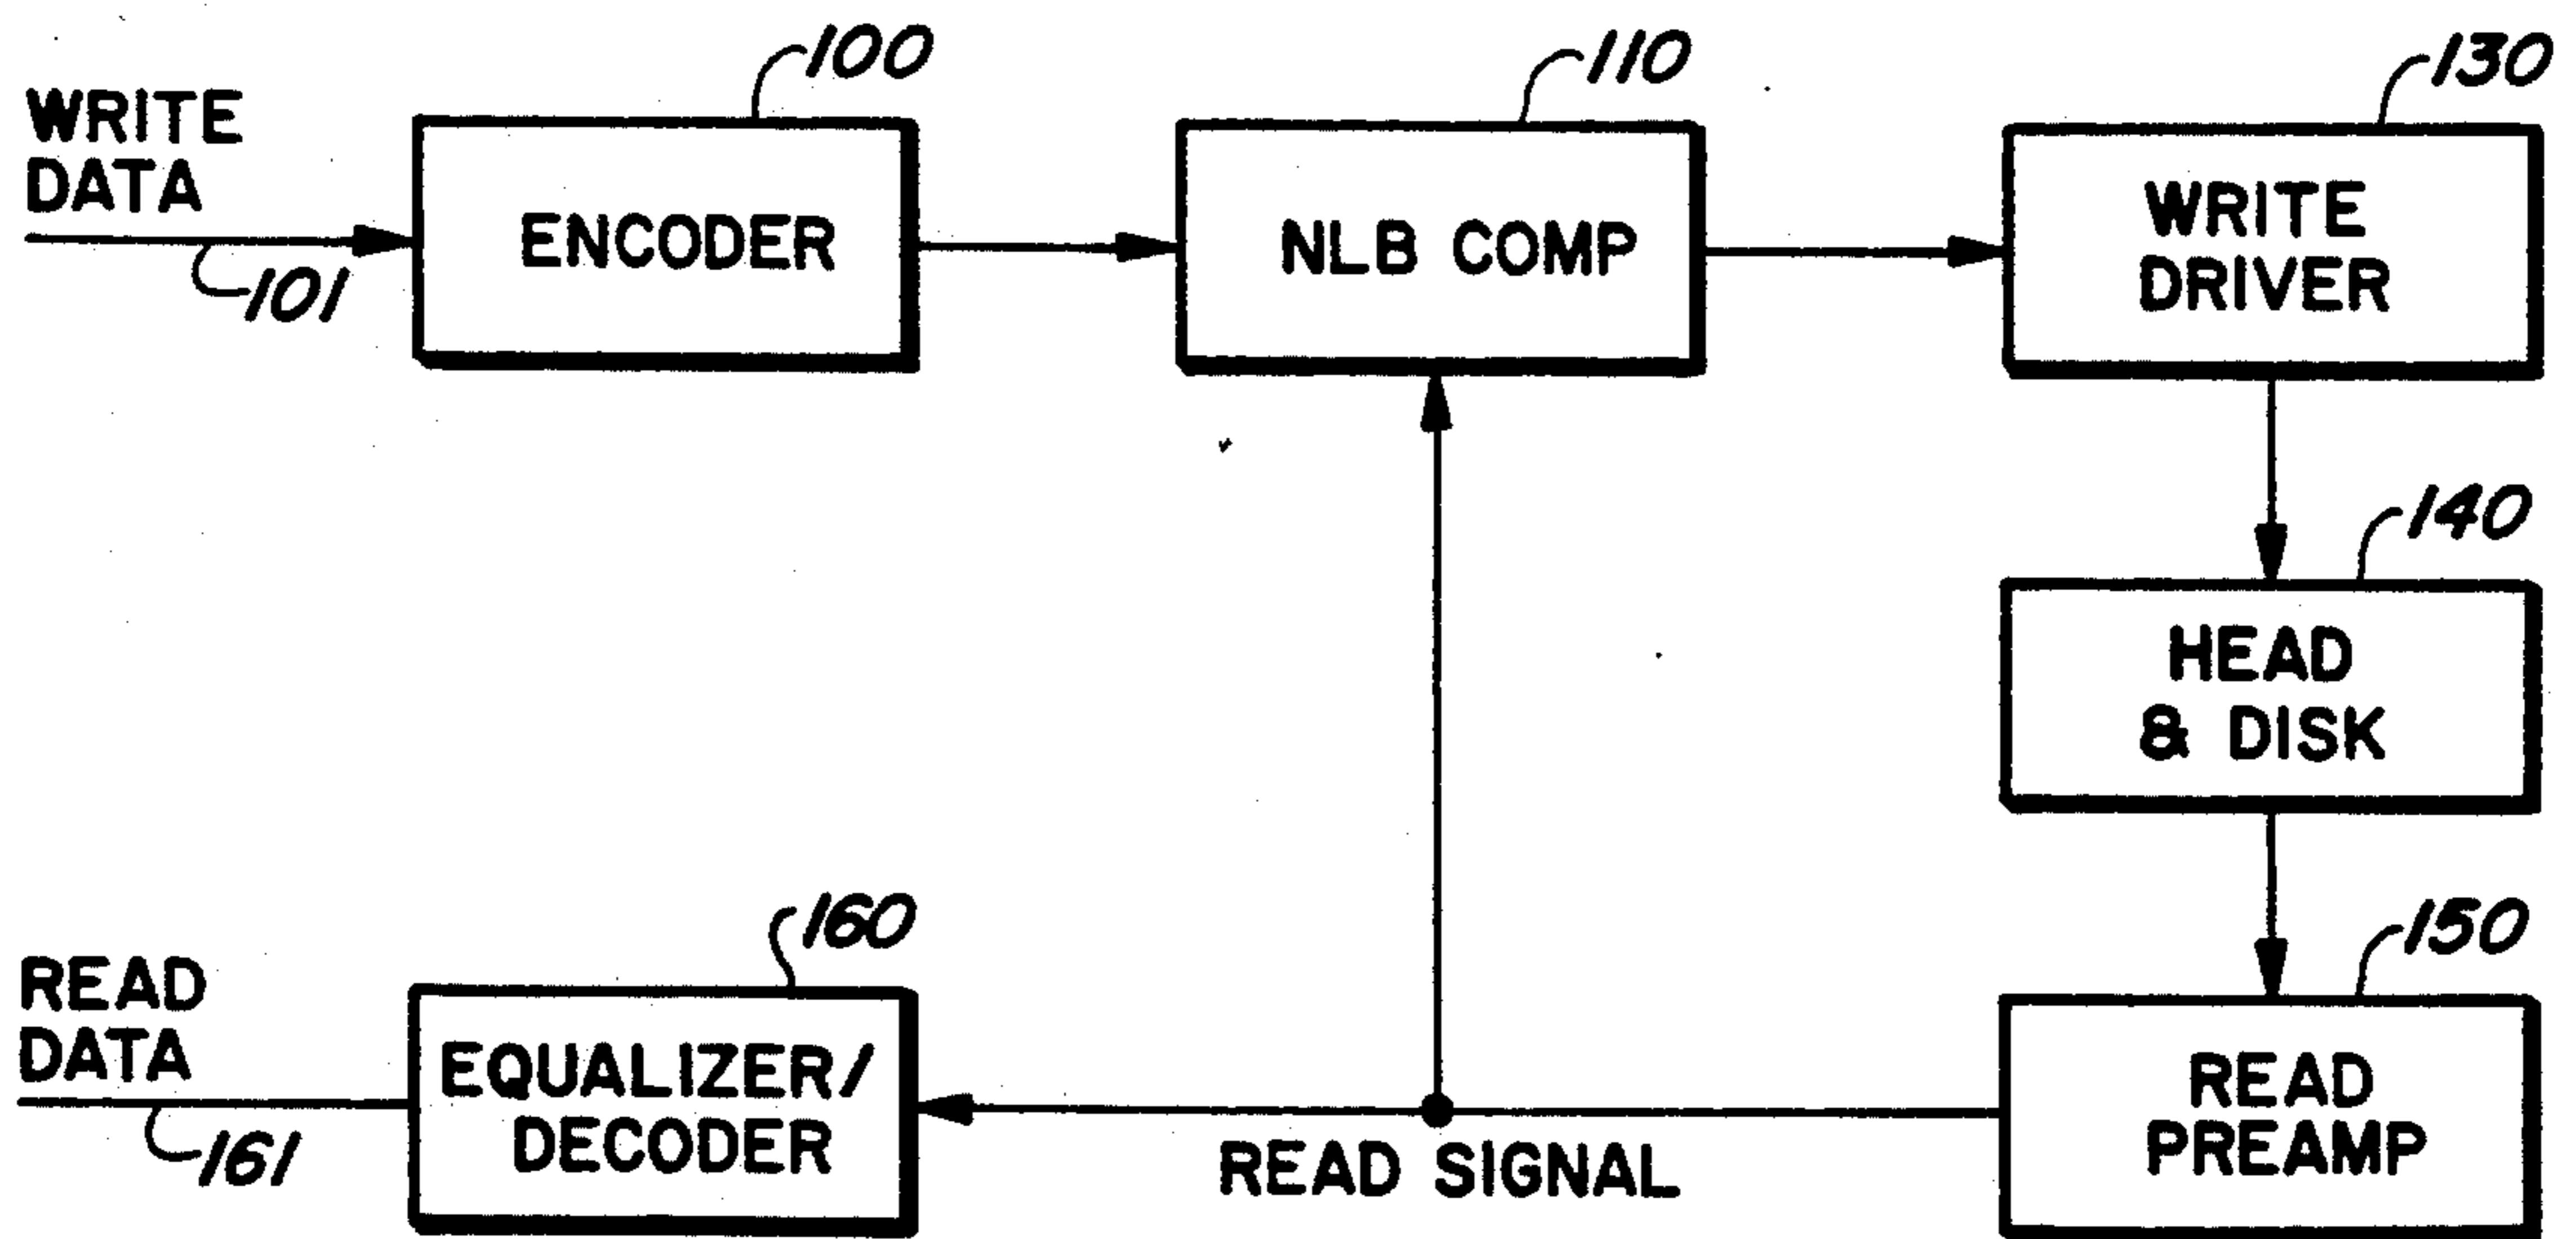 100
110
130
WRITE
DATA
101
ENCODER
NLB COMP
WRITE
DRIVER
140
HEAD
& DISK
160
150
READ
DATA
161
EQUALIZER/
DECODER
READ SIGNAL
READ
PREAMP